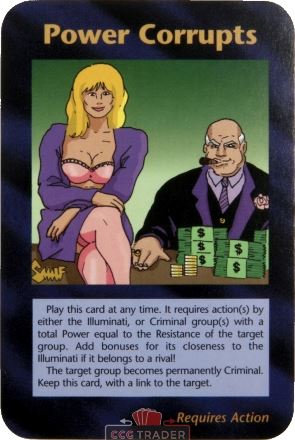 Power Corrupts
$ $
$ $ $
SHWLF
Play this card at any time. It requires action(s) by
either the Illuminati, or Criminal group(s) with a
total Power equal to the Resistance of the target
group. Add bonuses for its closeness to the
Illuminati if it belongs to a rival!
The target group becomes permanently Criminal.
Keep this card, with a link to the target.
Requires Action
CCG TRADER